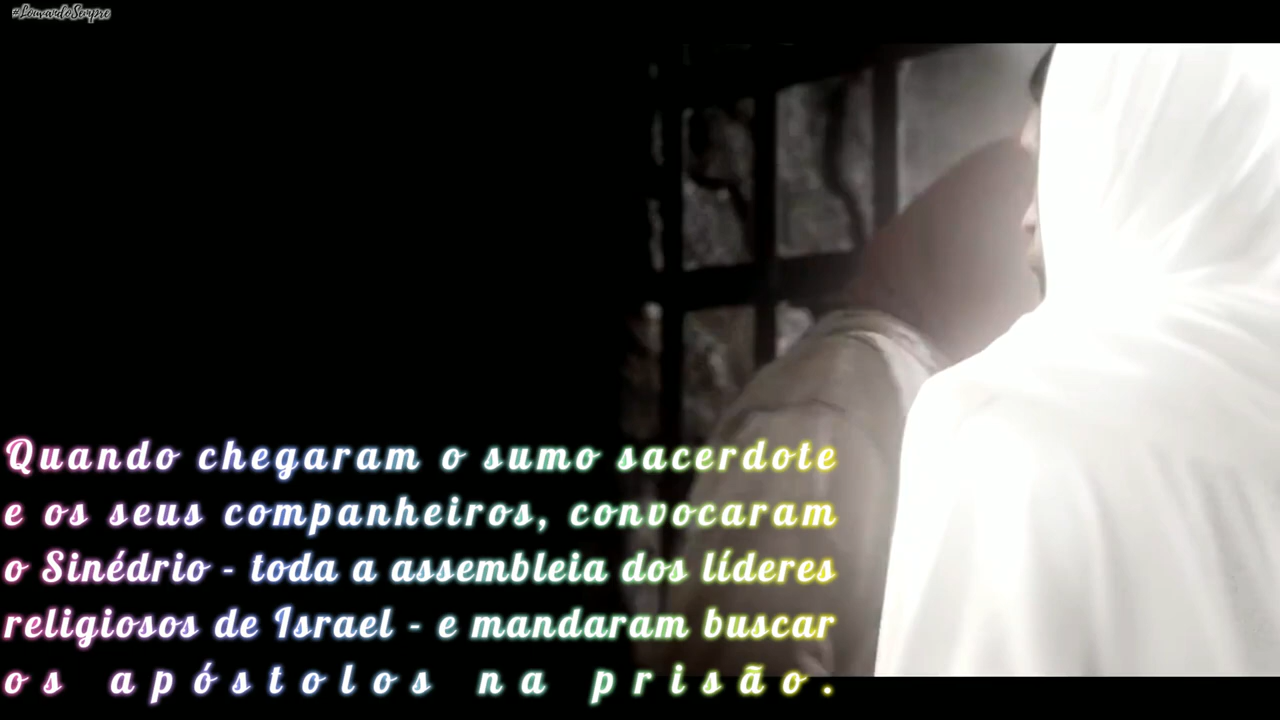 #LouvandoSempre
Quando chegaram o sumo sacerdote
e os seus companheiros, convocaram
o Sinédrio - toda a assembleia dos líderes
religiosos de Israel - e mandaram buscar
os apóstolos na prisão.